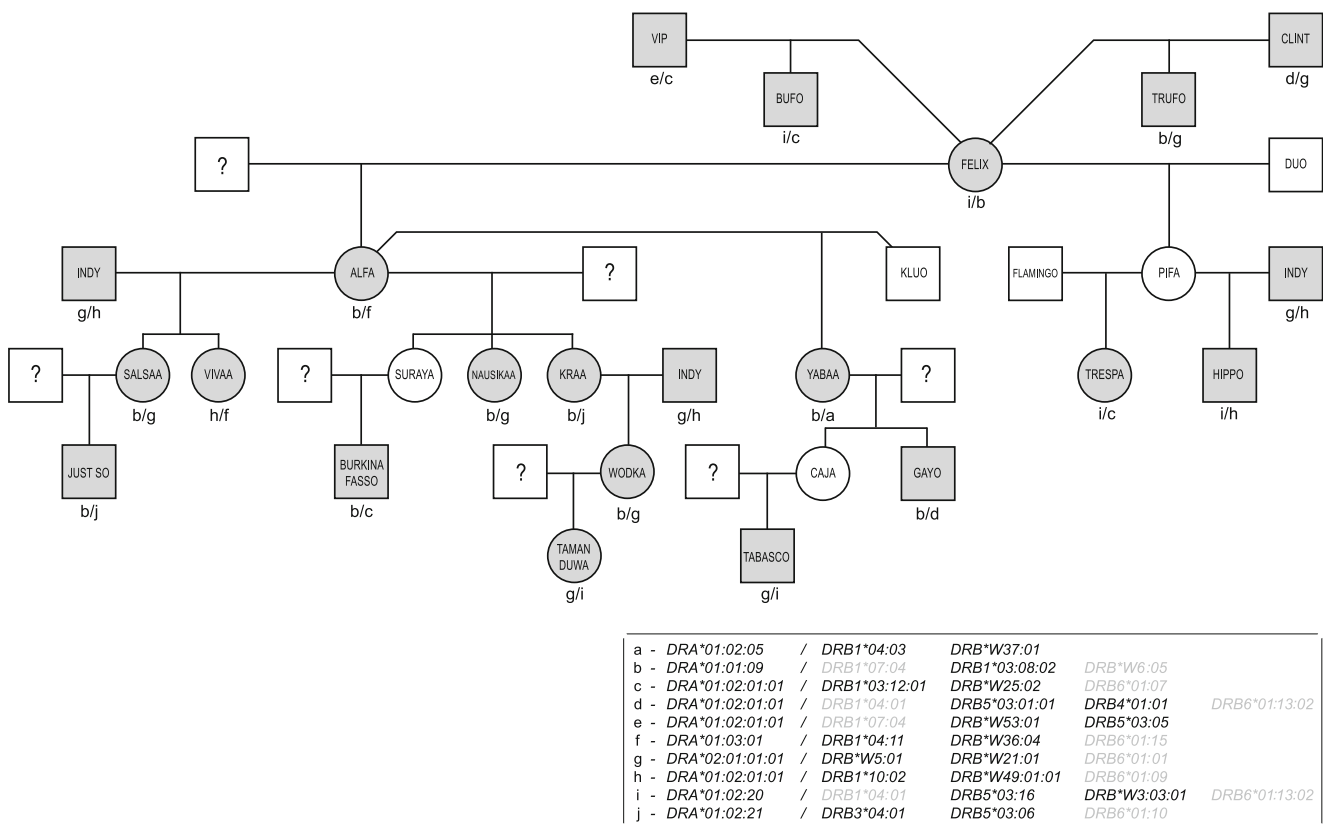 VIP
CLINT
e/c
d/g
BUFO
TRUFO
i/c
b/g
?
FELIX
DUO
i/b
INDY
ALFA
?
KLUO
FLAMINGO
PIFA
INDY
g/h
b/f
g/h
?
SALSAA
VIVAA
?
SURAYA
NAUSIKAA
KRAA
INDY
YABAA
?
TRESPA
HIPPO
b/g
h/f
b/g
b/j
g/h
b/a
i/c
i/h
JUST SO
BURKINA
FASSO
?
WODKA
?
CAJA
GAYO
b/j
b/c
b/g
b/d
TAMAN
DUWA
TABASCO
g/i
g/i
a - DRA*01:02:05 / DRB1*04:03 DRB*W37:01
b - DRA*01:01:09 / DRB1*07:04 DRB1*03:08:02 DRB*W6:05
c - DRA*01:02:01:01 / DRB1*03:12:01 DRB*W25:02 DRB6*01:07
d - DRA*01:02:01:01 / DRB1*04:01 DRB5*03:01:01 DRB4*01:01 DRB6*01:13:02
e - DRA*01:02:01:01 / DRB1*07:04 DRB*W53:01 DRB5*03:05
f - DRA*01:03:01 / DRB1*04:11 DRB*W36:04 DRB6*01:15
g - DRA*02:01:01:01 / DRB*W5:01 DRB*W21:01 DRB6*01:01
h - DRA*01:02:01:01 / DRB1*10:02 DRB*W49:01:01 DRB6*01:09
i - DRA*01:02:20 / DRB1*04:01 DRB5*03:16 DRB*W3:03:01 DRB6*01:13:02
j - DRA*01:02:21 / DRB3*04:01 DRB5*03:06 DRB6*01:10